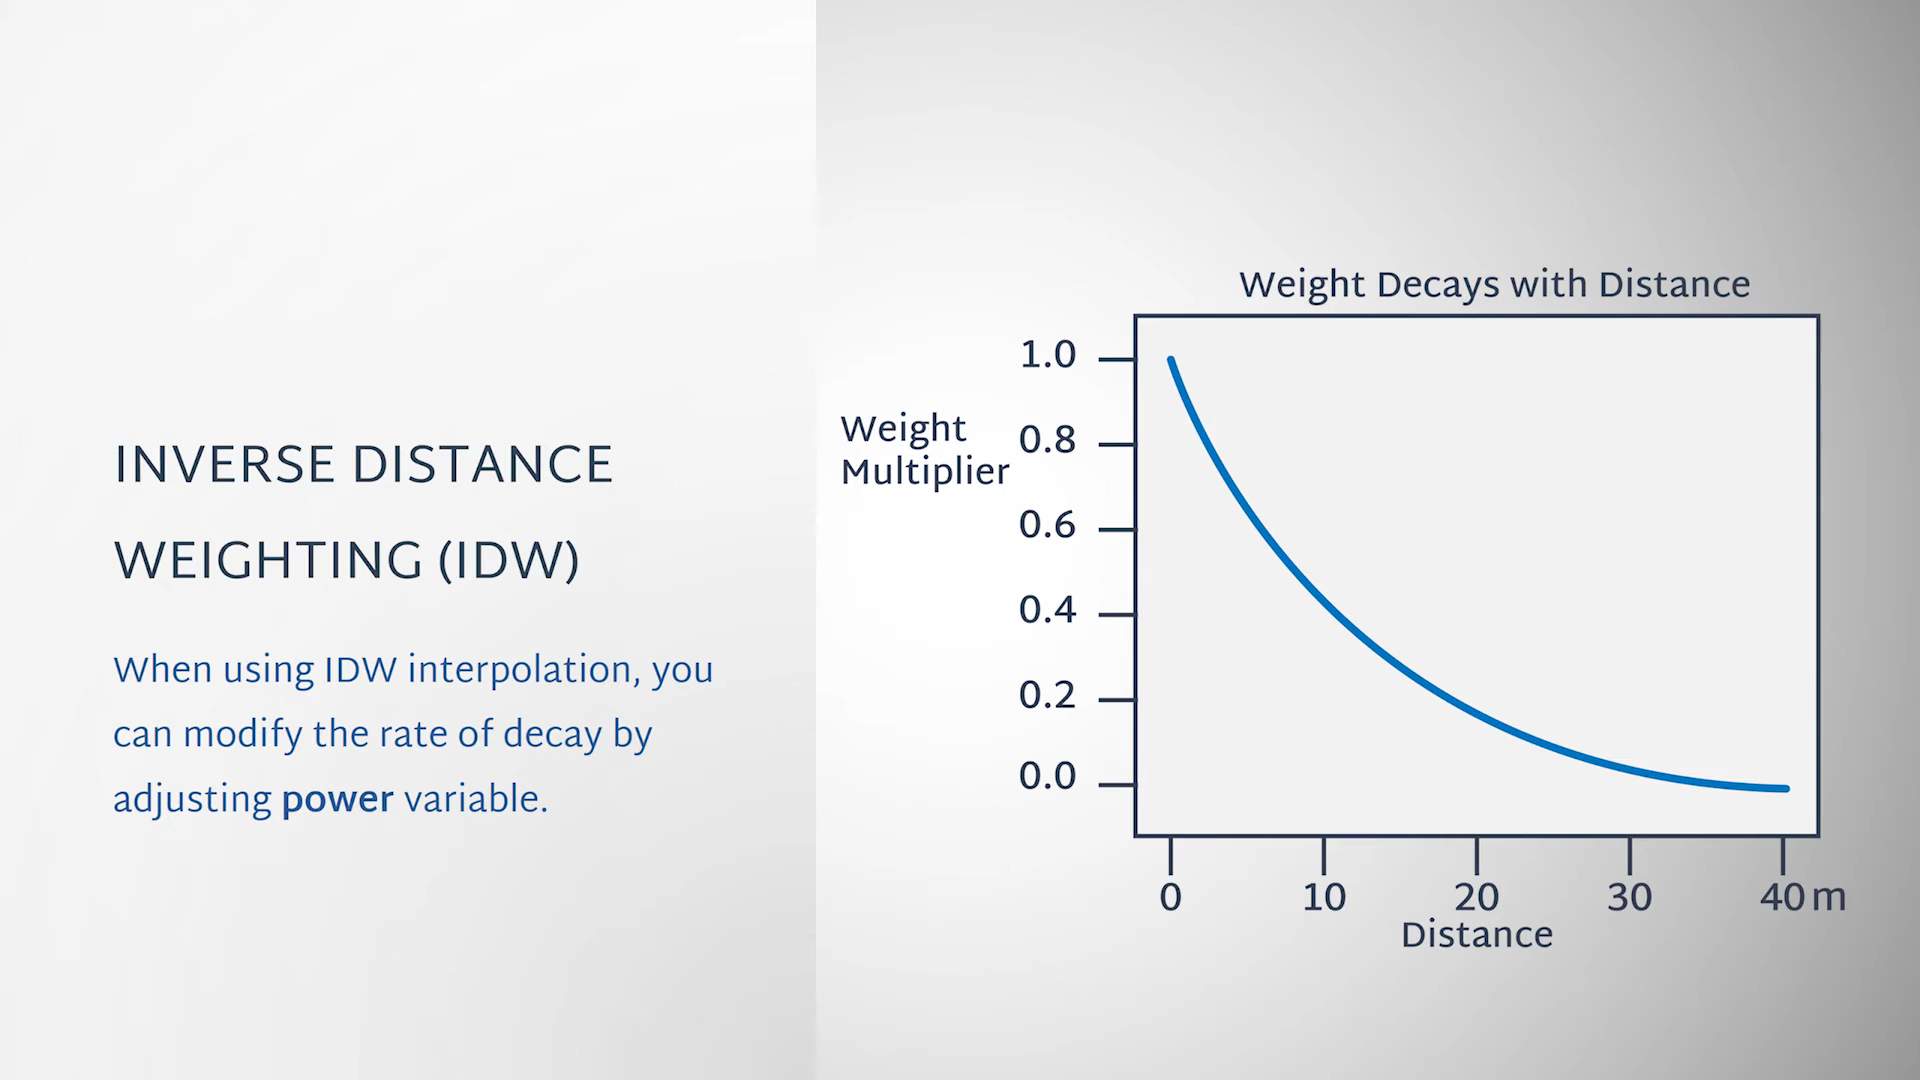 INVERSE DISTANCE
WEIGHTING (IDW)
When using IDW interpolation, you
can modify the rate of decay by
adjusting power variable.
Weight Decays with Distance
Weight
Multiplier
1.0
0.8
0.6
0.4
0.2
0.0
0 10 20 30 40 m
Distance